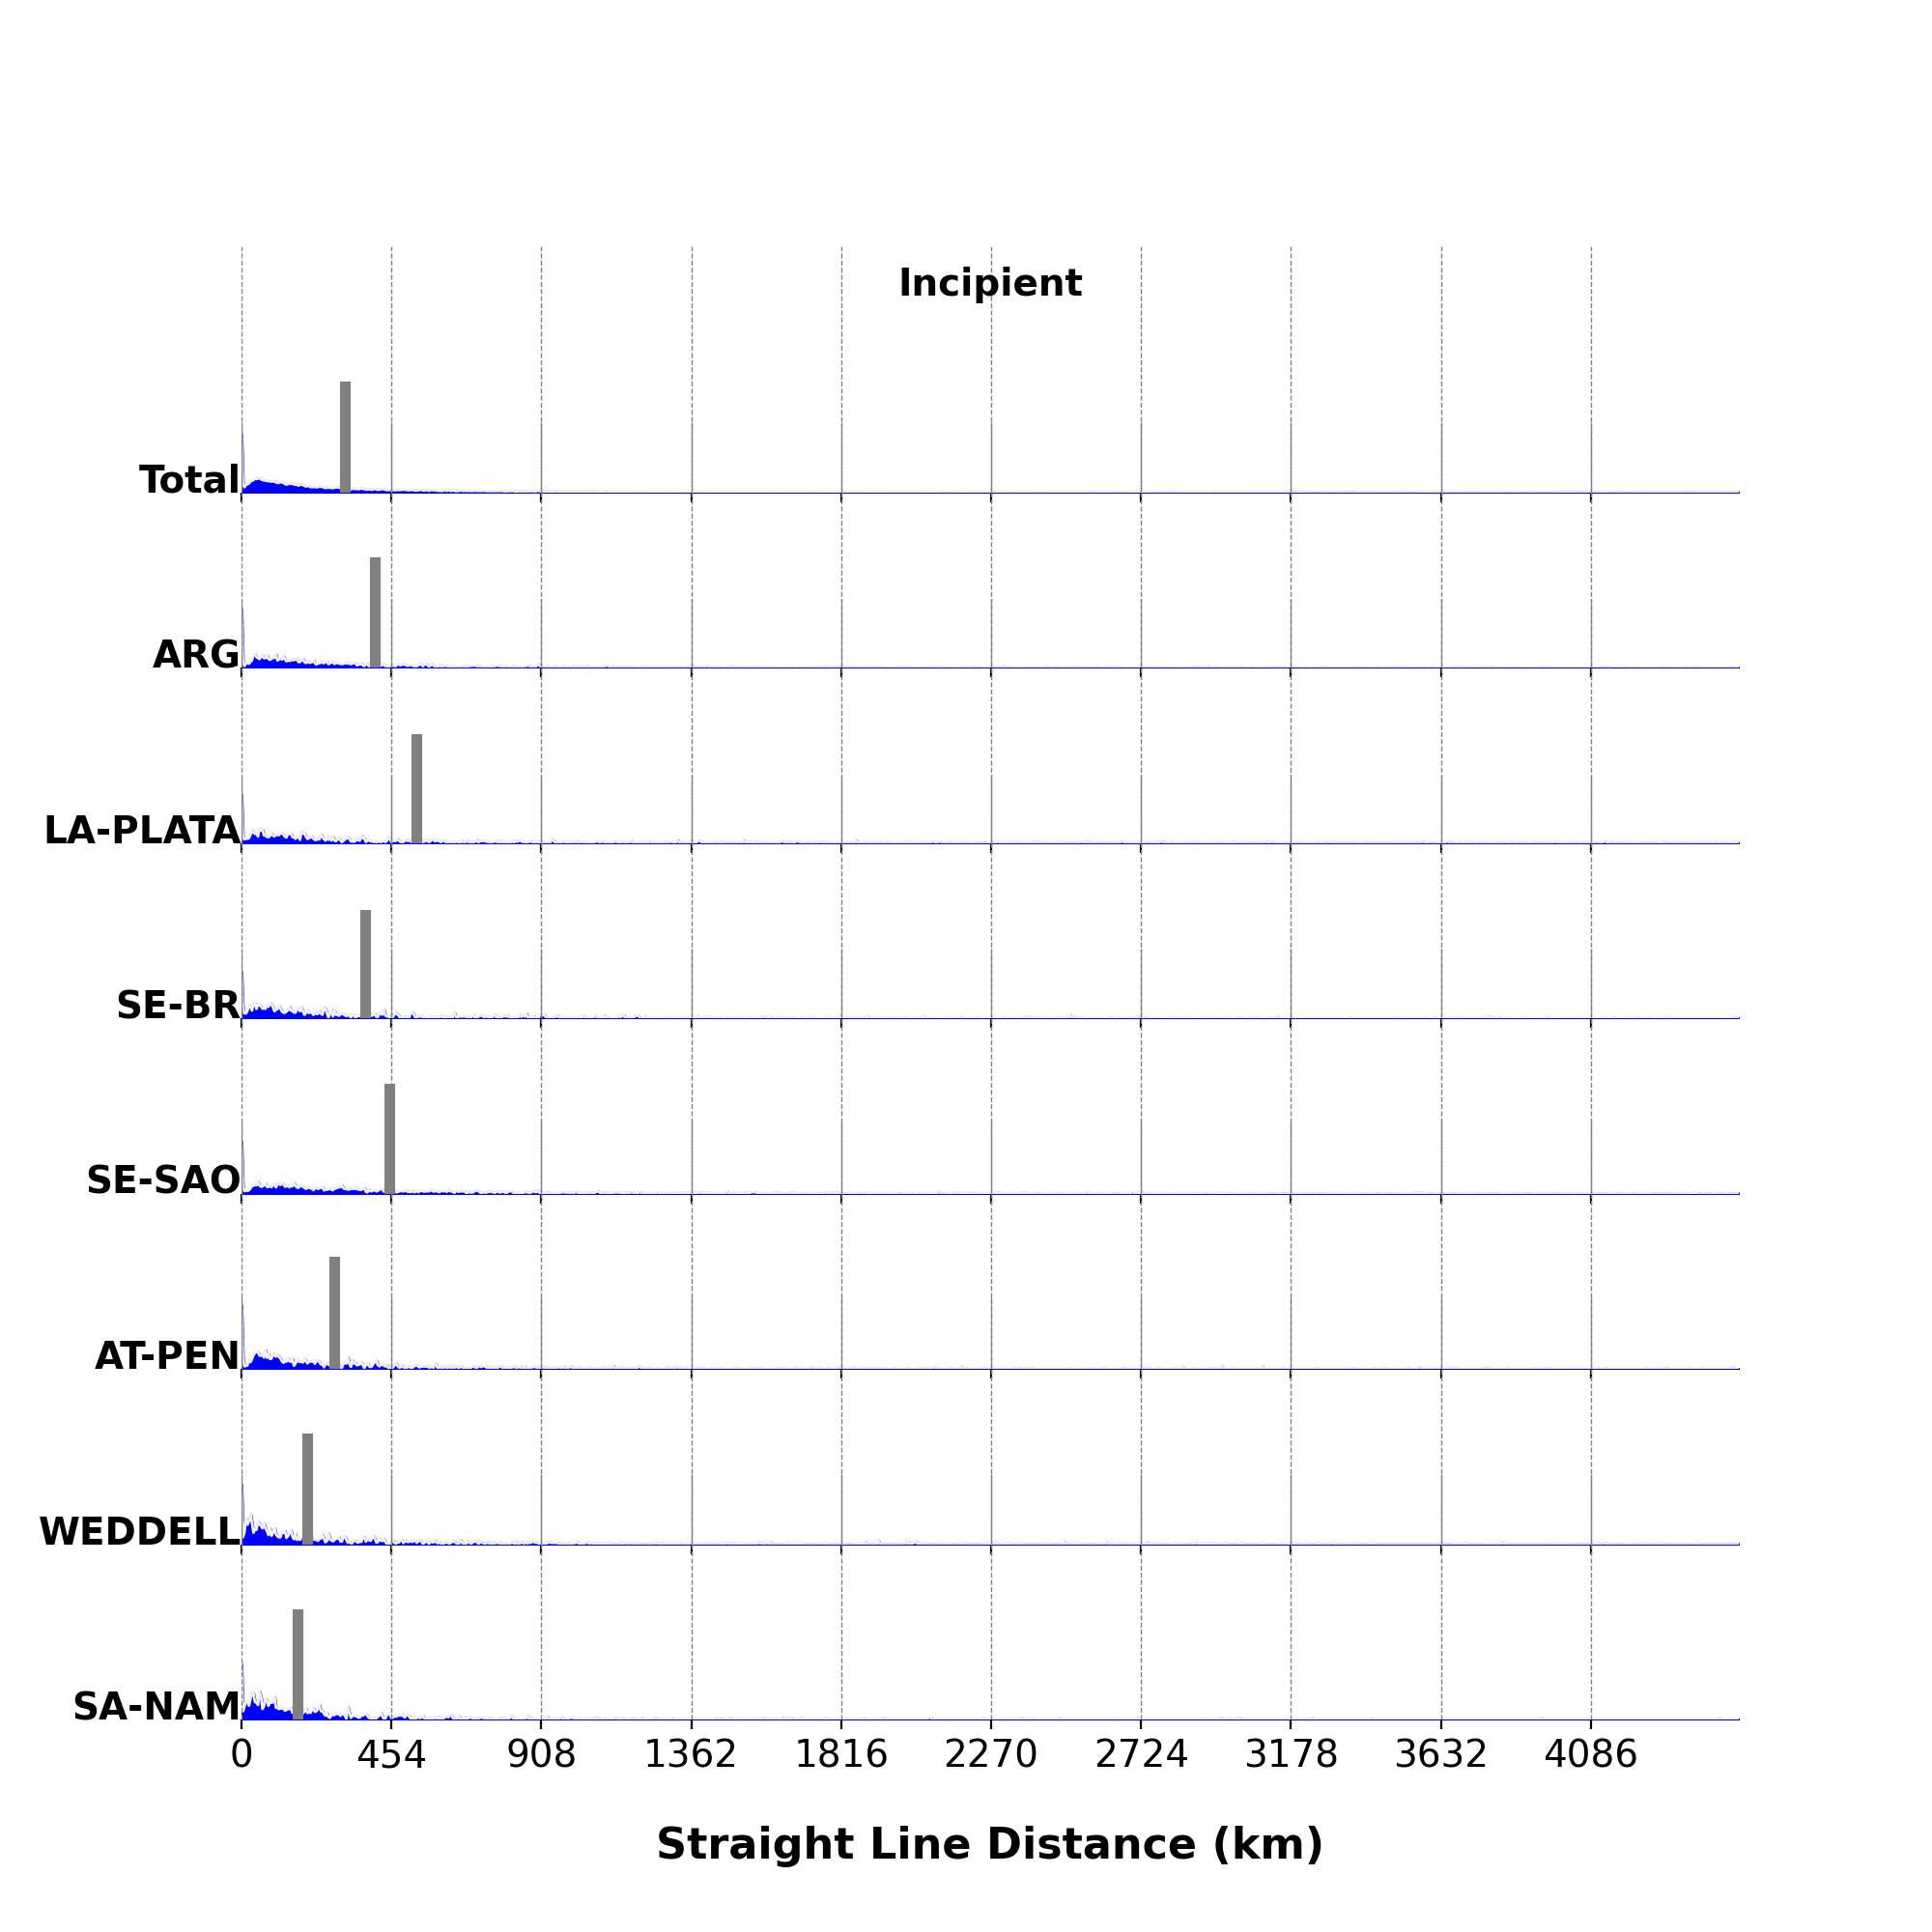 Incipient
Total
ARG
LA-PLATA
SE-BR
SE-SAO
AT-PEN
WEDDELL
SA-NAM
0 454 908 1362 1816 2270 2724 3178 3632 4086
Straight Line Distance (km)